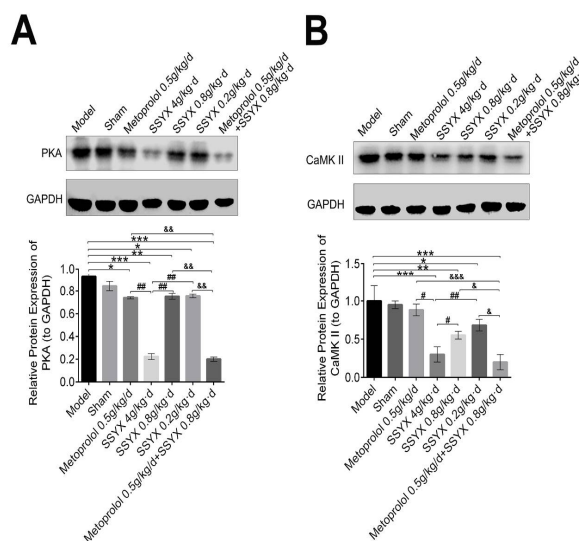 A
Model
Sham
Metoprolol 0.5g/kg/d
SSYX 4g/kg·d
SSYX 0.8g/kg·d
SSYX 0.2g/kg·d
Metoprolol 0.5g/kg/d
+SSYX 0.8g/kg·d
PKA
GAPDH
&&
***
*
**
***
##
&&
*
##
##
&&
Relative Protein Expression of
PKA (to GAPDH)
1.0
0.8
0.6
0.4
0.2
0.0
Model
Sham
Metoprolol 0.5g/kg/d
SSYX 4g/kg·d
SSYX 0.8g/kg·d
SSYX 0.2g/kg·d
Metoprolol 0.5g/kg/d+SSYX 0.8g/kg·d
B
Model
Sham
Metoprolol 0.5g/kg/d
SSYX 4g/kg·d
SSYX 0.8g/kg·d
SSYX 0.2g/kg·d
Metoprolol 0.5g/kg/d
+SSYX 0.8g/kg·d
CaMK II
GAPDH
***
*
**
&&&
***
&
#
##
#
&
Relative Protein Expression of
CaMK II (to GAPDH)
1.5
1.0
0.5
0.0
Model
Sham
Metoprolol 0.5g/kg/d
SSYX 4g/kg·d
SSYX 0.8g/kg·d
SSYX 0.2g/kg·d
Metoprolol 0.5g/kg/d+SSYX 0.8g/kg·d